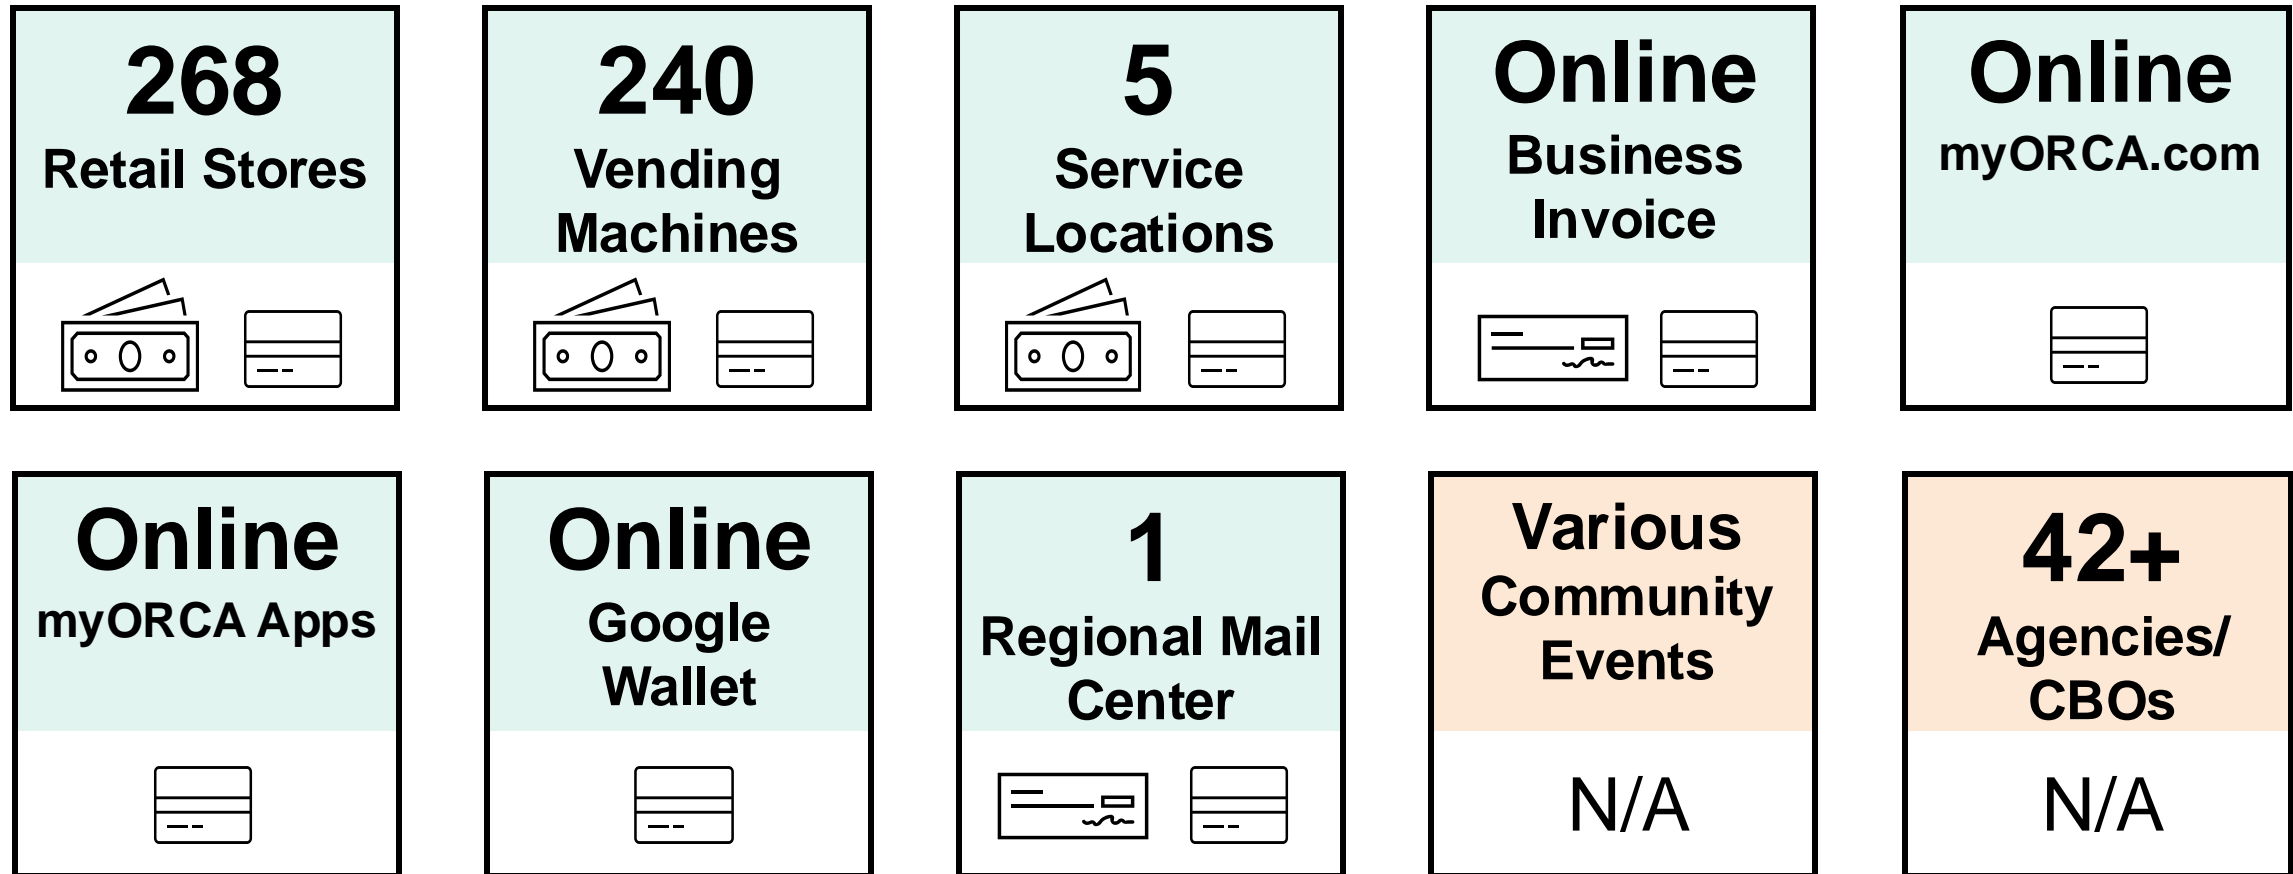 268
Retail Stores
240
Vending
Machines
5
Service
Locations
Online
Business
Invoice
Online
myORCA.com
Online
myORCA Apps
Online
Google
Wallet
1
Regional Mail
Center
Various
Community
Events
N/A
42+
Agencies/
CBOs
N/A